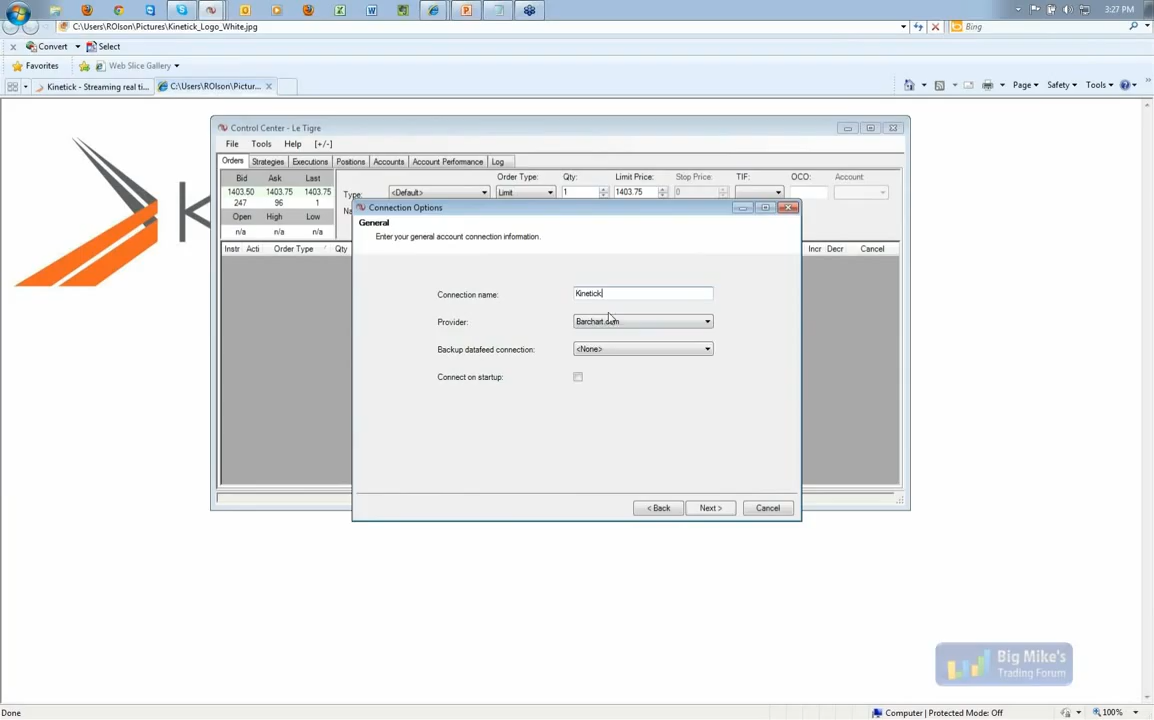 3:27 PM
C:\Users\ROlson\Pictures\Kinetick_Logo_White.jpg
Bing
Convert
Select
Favorites
Web Slice Gallery
Kinetick - Streaming real ti...
C:\Users\ROlson\Pictur...
Page
Safety
Tools
K
Control Center - Le Tigre
File Tools Help [+/-]
Orders Strategies Executions Positions Accounts Account Performance Log
Bid Ask Last
1403.50 1403.75 1403.75
247 96 1
Open High Low
n/a n/a n/a
Order Type: Qty: Limit Price: Stop Price: TIF: OCO: Account:
Type: <Default> Limit 1 1403.75 0
Na
Instr Acti Order Type Qty
Incr Decr Cancel
Connection Options
General
Enter your general account connection information.
Connection name: Kinetick
Provider: Barchart.com
Backup datafeed connection: <None>
Connect on startup:
< Back Next > Cancel
Big Mike's
Trading Forum
Done
Computer | Protected Mode: Off
100%